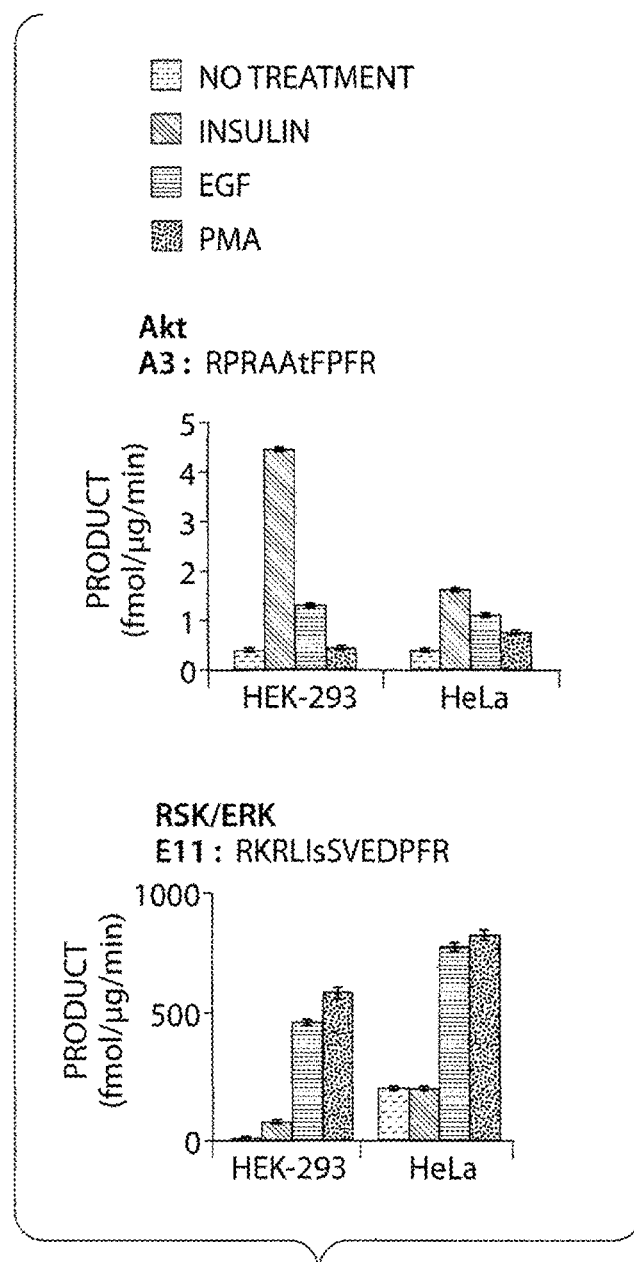 NO TREATMENT
INSULIN
EGF
PMA
Akt
A3 : RPRAAtFPFR
PRODUCT
(fmol/µg/min)
5
4
3
2
1
0
HEK-293 HeLa
RSK/ERK
E11 : RKRLIsSVEDPFR
PRODUCT
(fmol/µg/min)
1000
500
0
HEK-293 HeLa